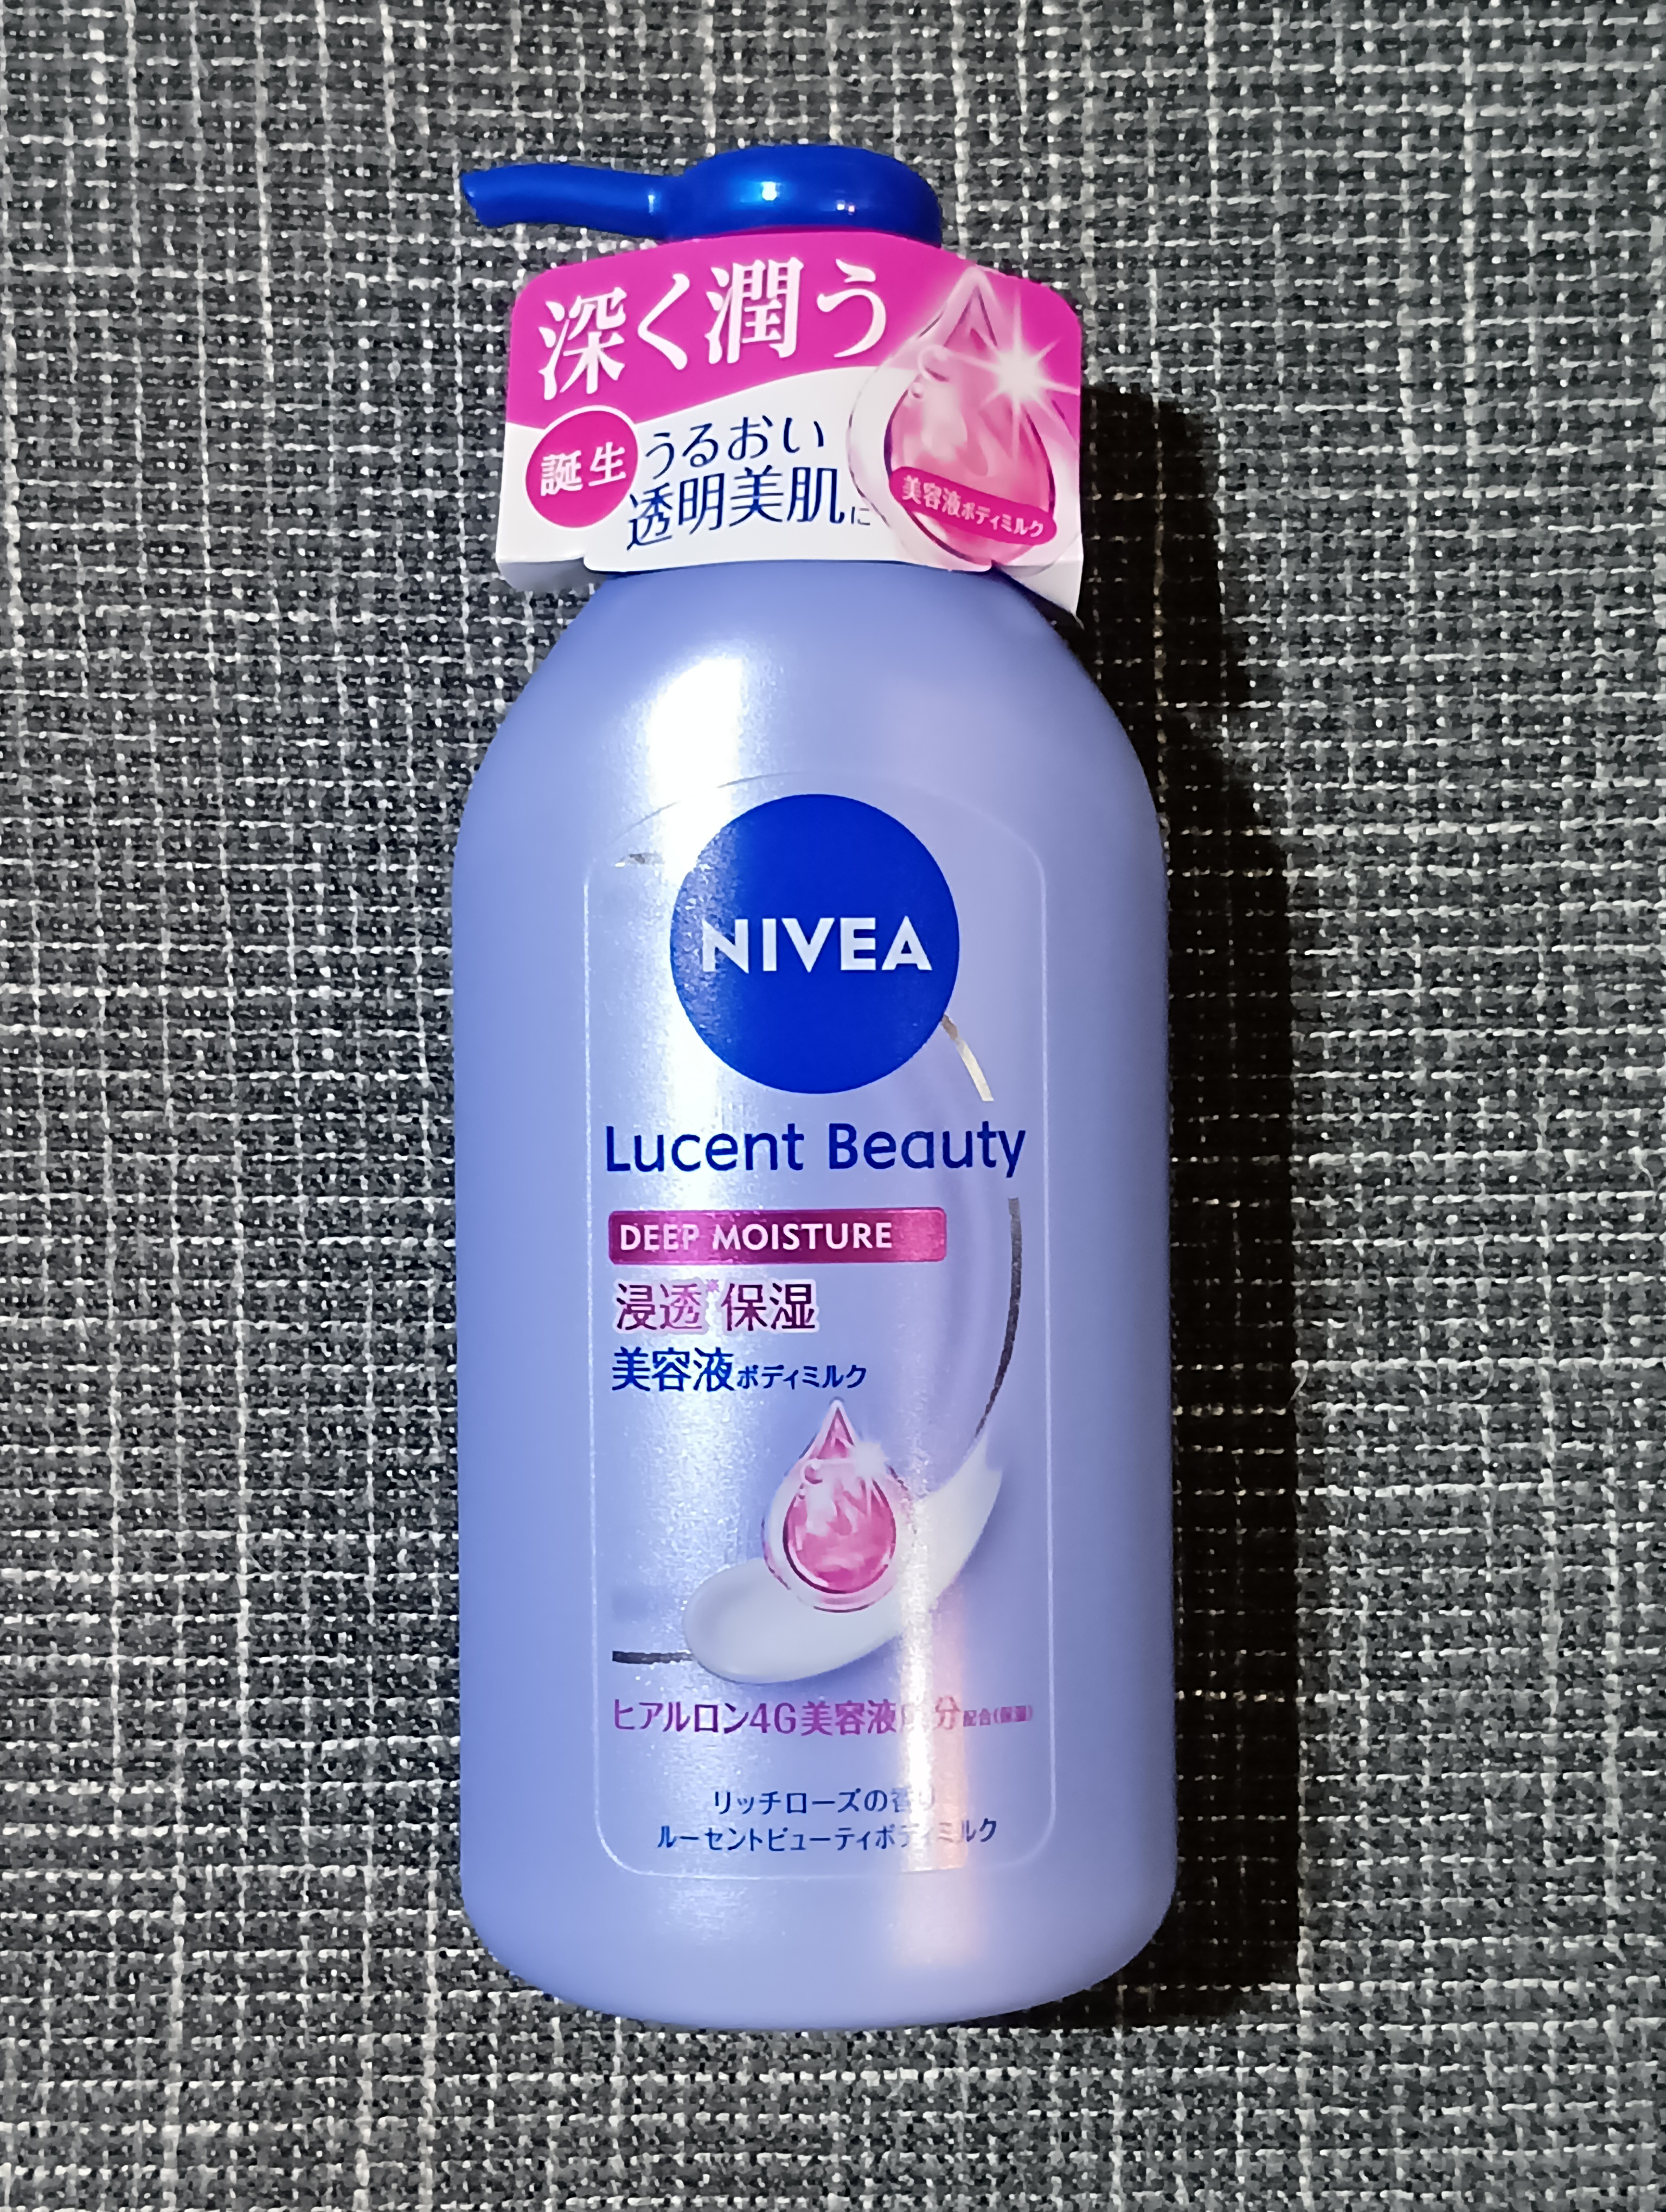 深く潤う
誕生
うるおい
透明美肌に
美容液ボディミルク
NIVEA
Lucent Beauty
DEEP MOISTURE
浸透*保湿
美容液ボディミルク
ヒアルロン4G美容液成分配合(保湿)
リッチローズの香り
ルーセントビューティボディミルク